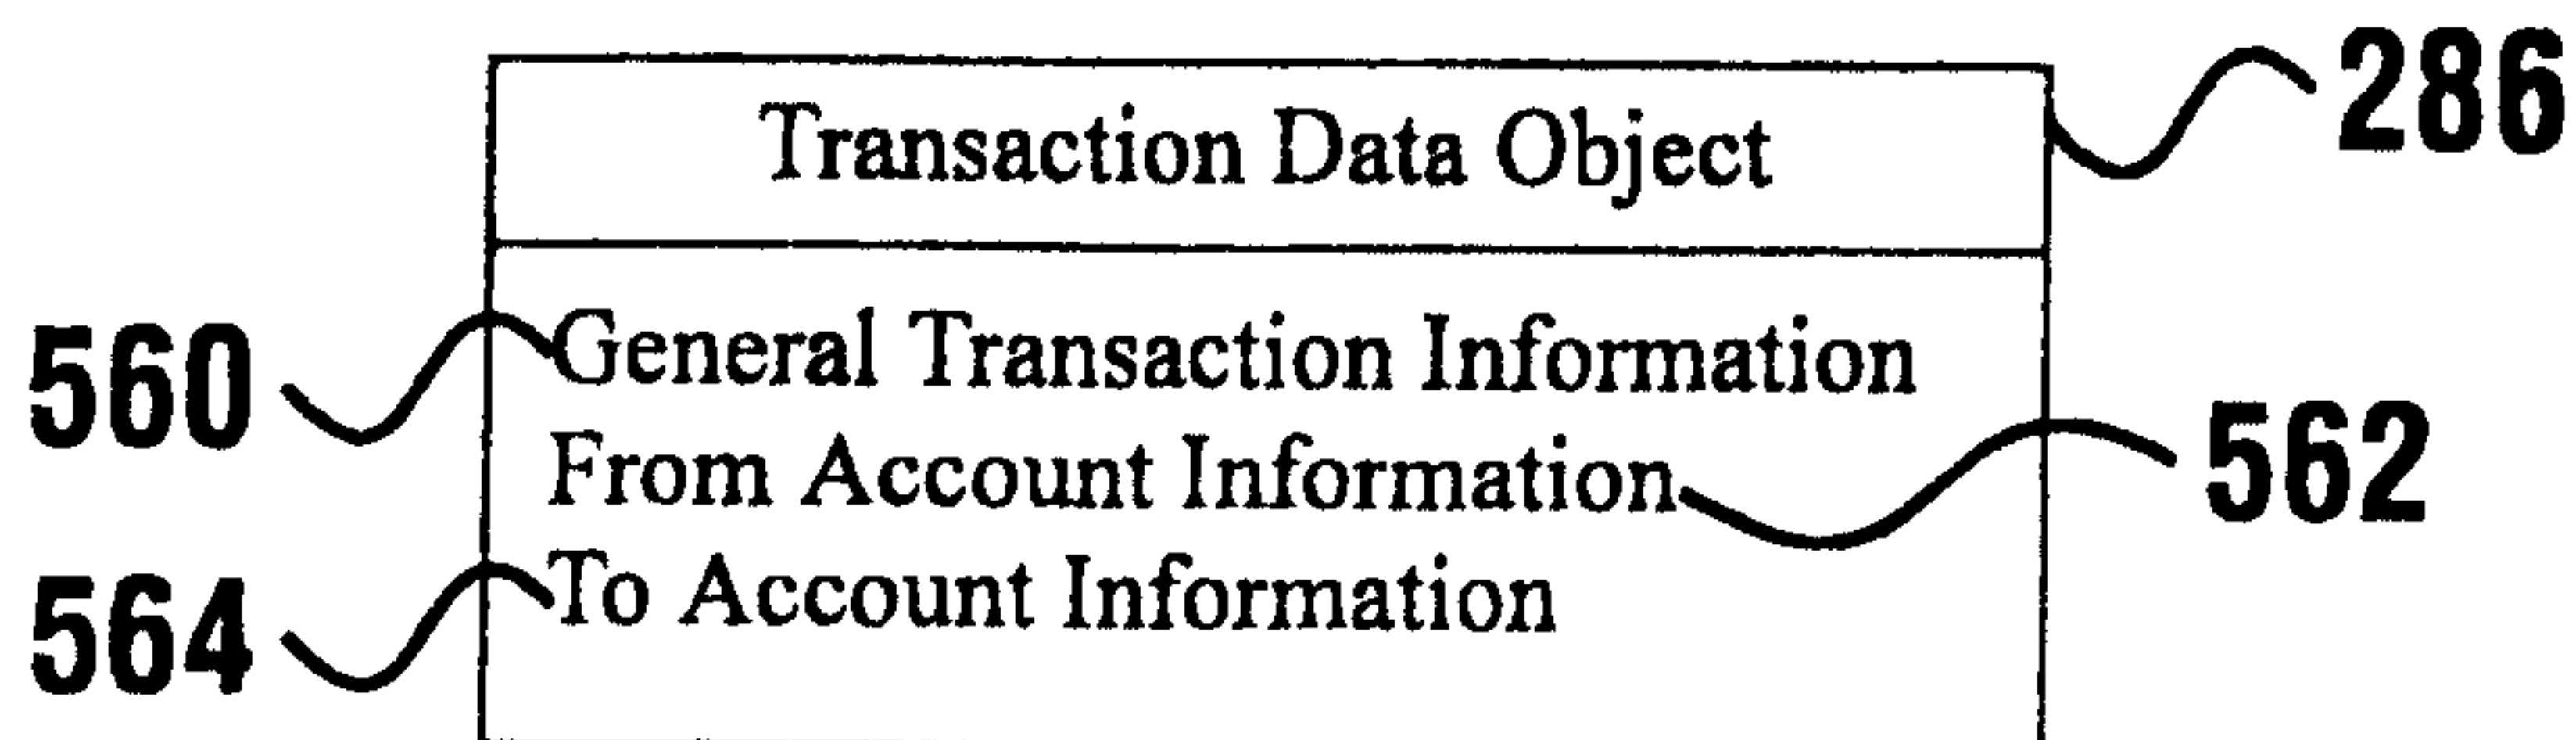 Transaction Data Object
286
560
General Transaction Information
From Account Information
562
564
To Account Information